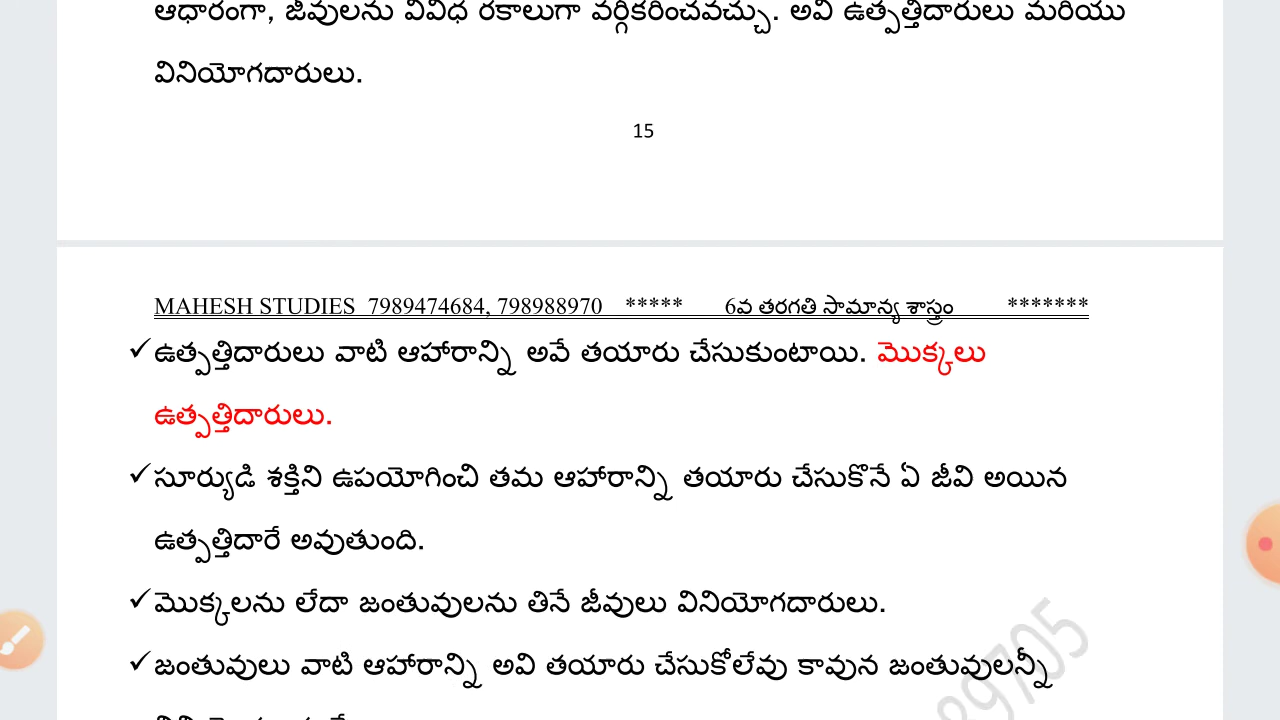 ఆధారంగా, జీవులను వివిధ రకాలుగా వర్గీకరించవచ్చు. అవి ఉత్పత్తిదారులు మరియు
వినియోగదారులు.
15
MAHESH STUDIES 7989474684, 798988970 ***** 6వ తరగతి సామాన్య శాస్త్రం *******
✓ఉత్పత్తిదారులు వాటి ఆహారాన్ని అవే తయారు చేసుకుంటాయి. మొక్కలు
ఉత్పత్తిదారులు.
✓సూర్యుడి శక్తిని ఉపయోగించి తమ ఆహారాన్ని తయారు చేసుకొనే ఏ జీవి అయిన
ఉత్పత్తిదారే అవుతుంది.
✓మొక్కలను లేదా జంతువులను తినే జీవులు వినియోగదారులు.
✓జంతువులు వాటి ఆహారాన్ని అవి తయారు చేసుకోలేవు కావున జంతువులన్నీ